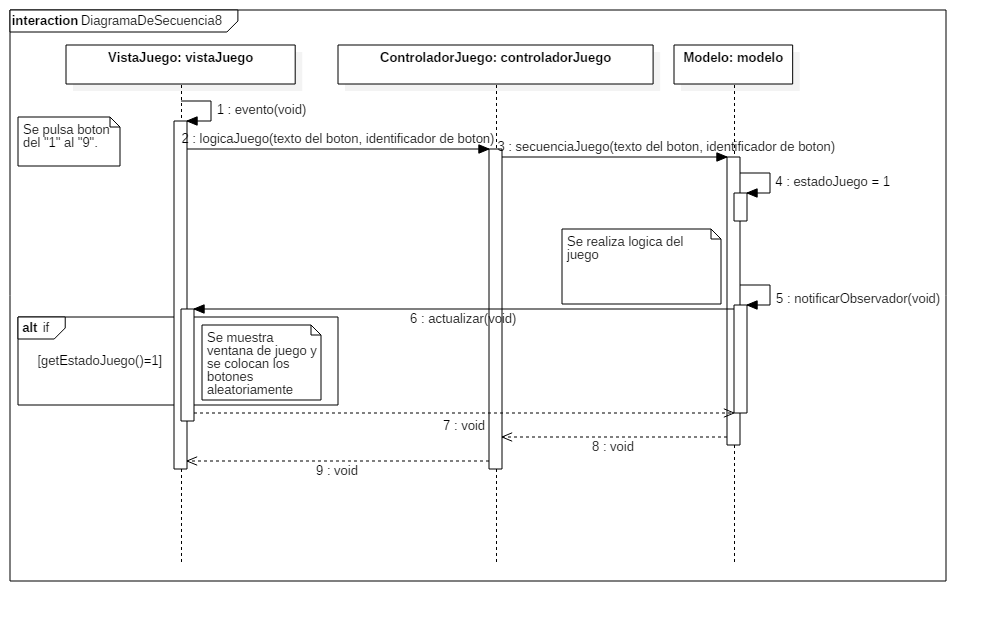 interaction DiagramaDeSecuencia8
VistaJuego: vistaJuego
ControladorJuego: controladorJuego
Modelo: modelo
1 : evento(void)
Se pulsa boton
del "1" al "9".
2 : logicaJuego(texto del boton, identificador de boton)
3 : secuenciaJuego(texto del boton, identificador de boton)
4 : estadoJuego = 1
Se realiza logica del
juego
5 : notificarObservador(void)
6 : actualizar(void)
alt if
[getEstadoJuego()=1]
Se muestra
ventana de juego y
se colocan los
botones
aleatoriamente
7 : void
8 : void
9 : void